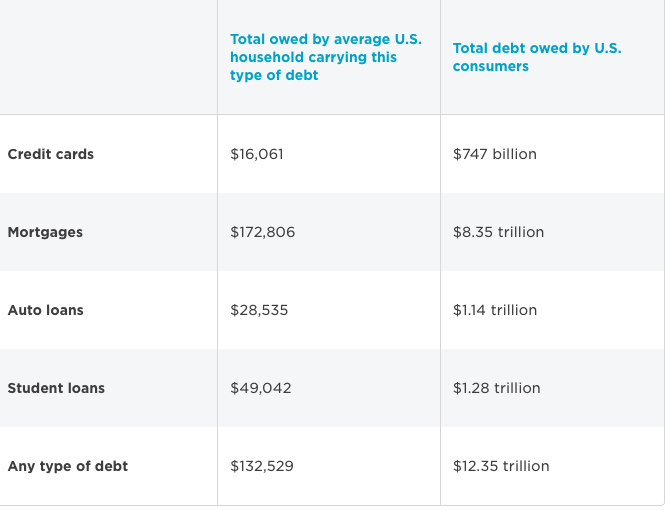 Total owed by average U.S.
household carrying this
type of debt
Total debt owed by U.S.
consumers
Credit cards
$16,061
$747 billion
Mortgages
$172,806
$8.35 trillion
Auto loans
$28,535
$1.14 trillion
Student loans
$49,042
$1.28 trillion
Any type of debt
$132,529
$12.35 trillion